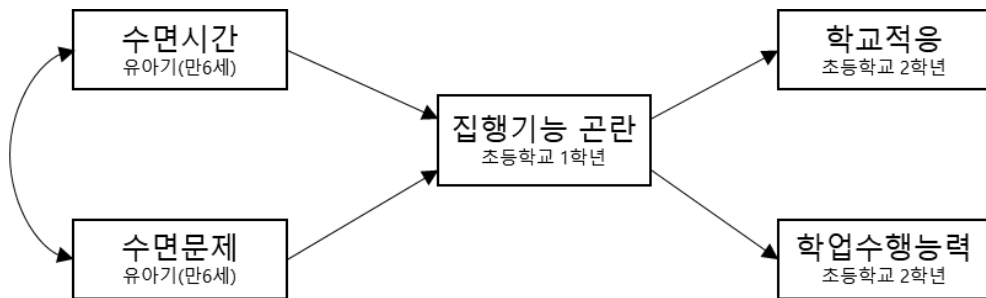 수면시간
유아기(만6세)
학교적응
초등학교 2학년
집행기능 곤란
초등학교 1학년
수면문제
유아기(만6세)
학업수행능력
초등학교 2학년